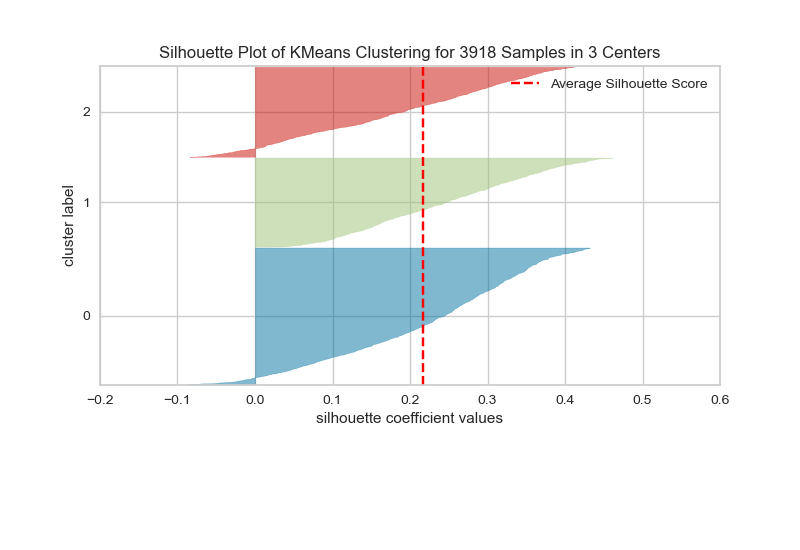 Silhouette Plot of KMeans Clustering for 3918 Samples in 3 Centers
Average Silhouette Score
2
1
0
cluster label
−0.2 −0.1 0.0 0.1 0.2 0.3 0.4 0.5 0.6
silhouette coefficient values